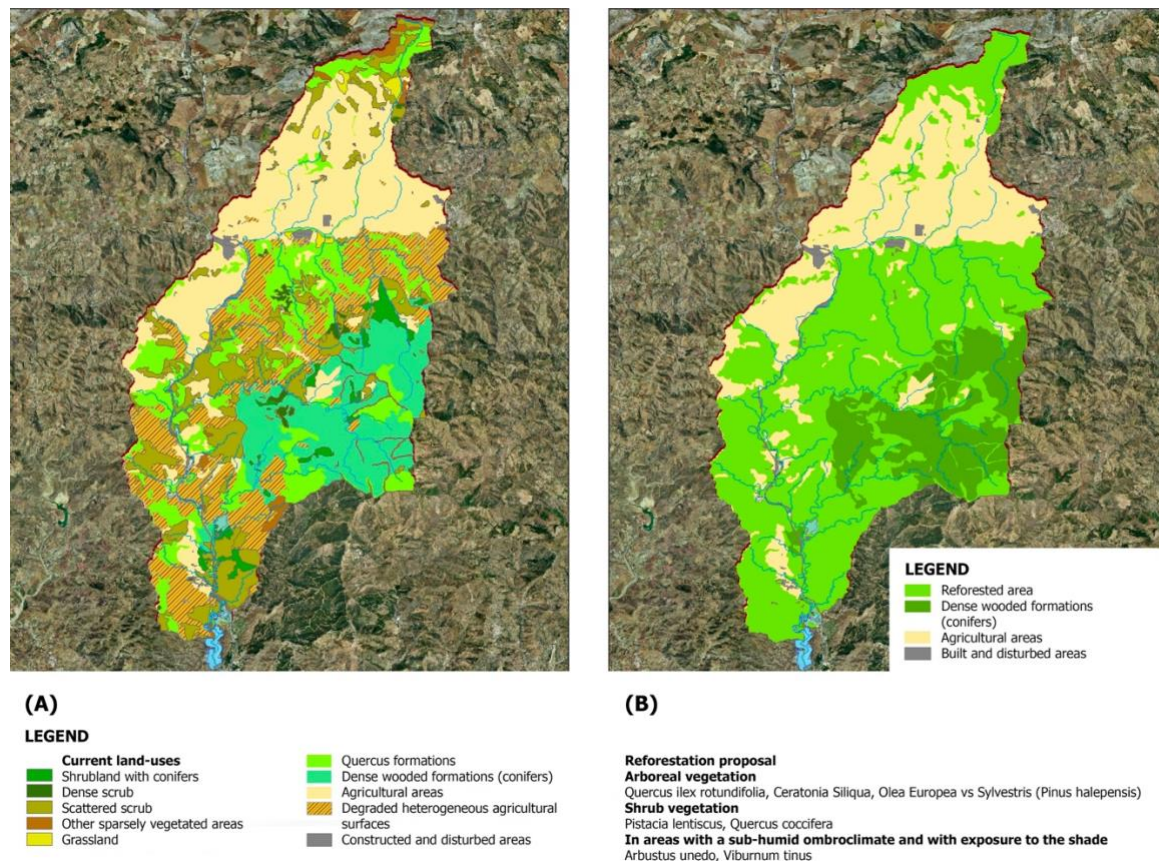 LEGEND
Reforested area
Dense wooded formations
(conifers)
Agricultural areas
Built and disturbed areas
(A)
LEGEND
Current land-uses
Shrubland with conifers
Dense scrub
Scattered scrub
Other sparsely vegetated areas
Grassland
Quercus formations
Dense wooded formations (conifers)
Agricultural areas
Degraded heterogeneous agricultural
surfaces
Constructed and disturbed areas
(B)
Reforestation proposal
Arboreal vegetation
Quercus ilex rotundifolia, Ceratonia Siliqua, Olea Europea vs Sylvestris (Pinus halepensis)
Shrub vegetation
Pistacia lentiscus, Quercus coccifera
In areas with a sub-humid ombroclimate and with exposure to the shade
Arbustus unedo, Viburnum tinus